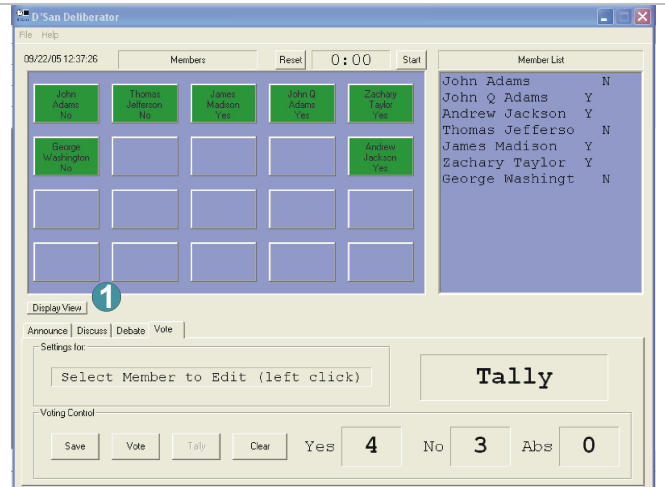 D'San Deliberator
File Help
09/22/05 12:37:26 Members Reset 0:00 Start Member List
John Adams No
Thomas Jefferson No
James Madison Yes
John Q Adams Yes
Zachary Taylor Yes
George Washington No
Andrew Jackson Yes
John Adams N
John Q Adams Y
Andrew Jackson Y
Thomas Jefferso N
James Madison Y
Zachary Taylor Y
George Washingt N
Display View 1
Announce Discuss Debate Vote
Settings for:
Select Member to Edit (left click)
Tally
Voting Control
Save Vote Tally Clear Yes 4 No 3 Abs 0